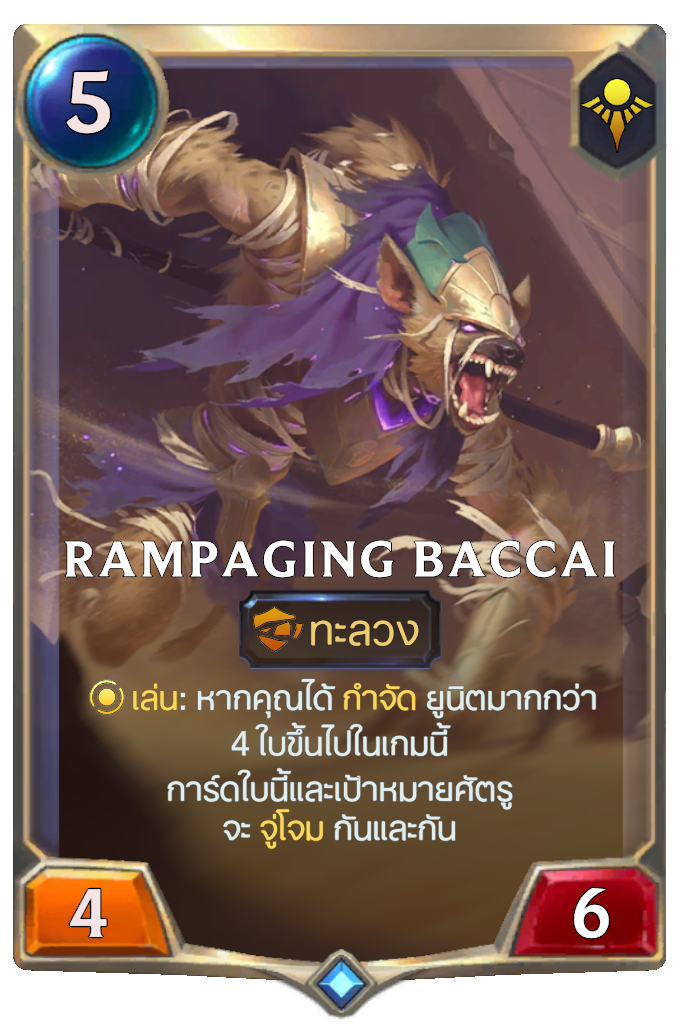 5
RAMPAGING BACCAI
ทะลวง
เล่น: หากคุณได้ กำจัด ยูนิตมากกว่า
4 ใบขึ้นไปในเกมนี้
การ์ดใบนี้และเป้าหมายศัตรู
จะ จู่โจม กันและกัน
4
6